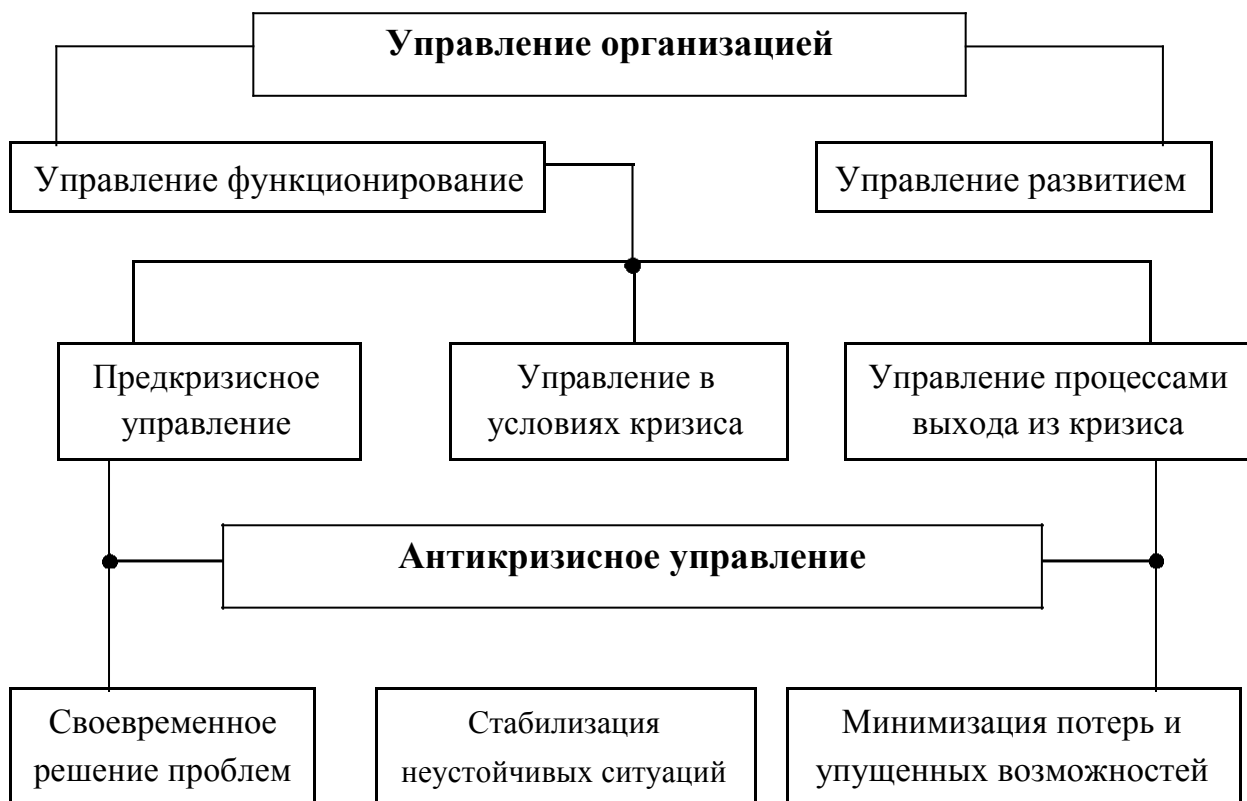 Управление организацией
Управление функционирование
Управление развитием
Предкризисное
управление
Управление в
условиях кризиса
Управление процессами
выхода из кризиса
Антикризисное управление
Своевременное
решение проблем
Стабилизация
неустойчивых ситуаций
Минимизация потерь и
упущенных возможностей